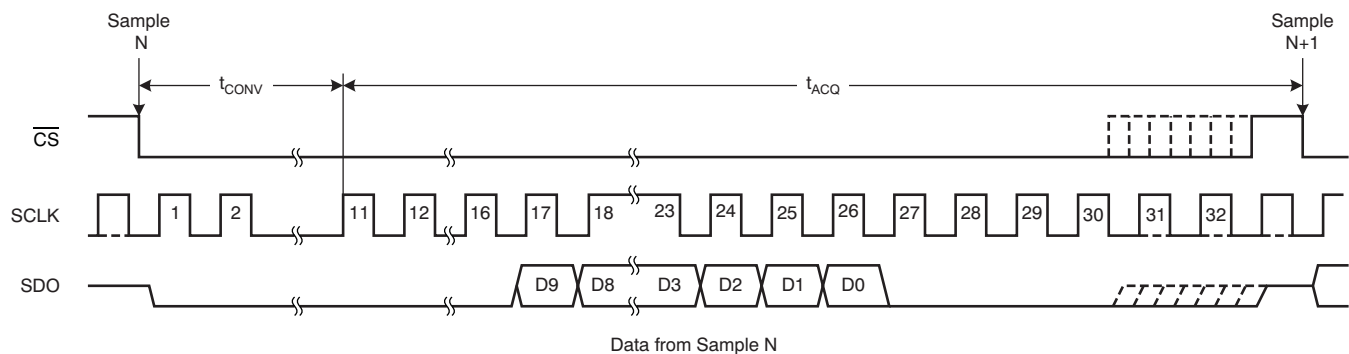 Sample
N
Sample
N+1
tCONV
tACQ
CS
SCLK
1 2 11 12 16 17 18 23 24 25 26 27 28 29 30 31 32
SDO
D9 D8 D3 D2 D1 D0
Data from Sample N